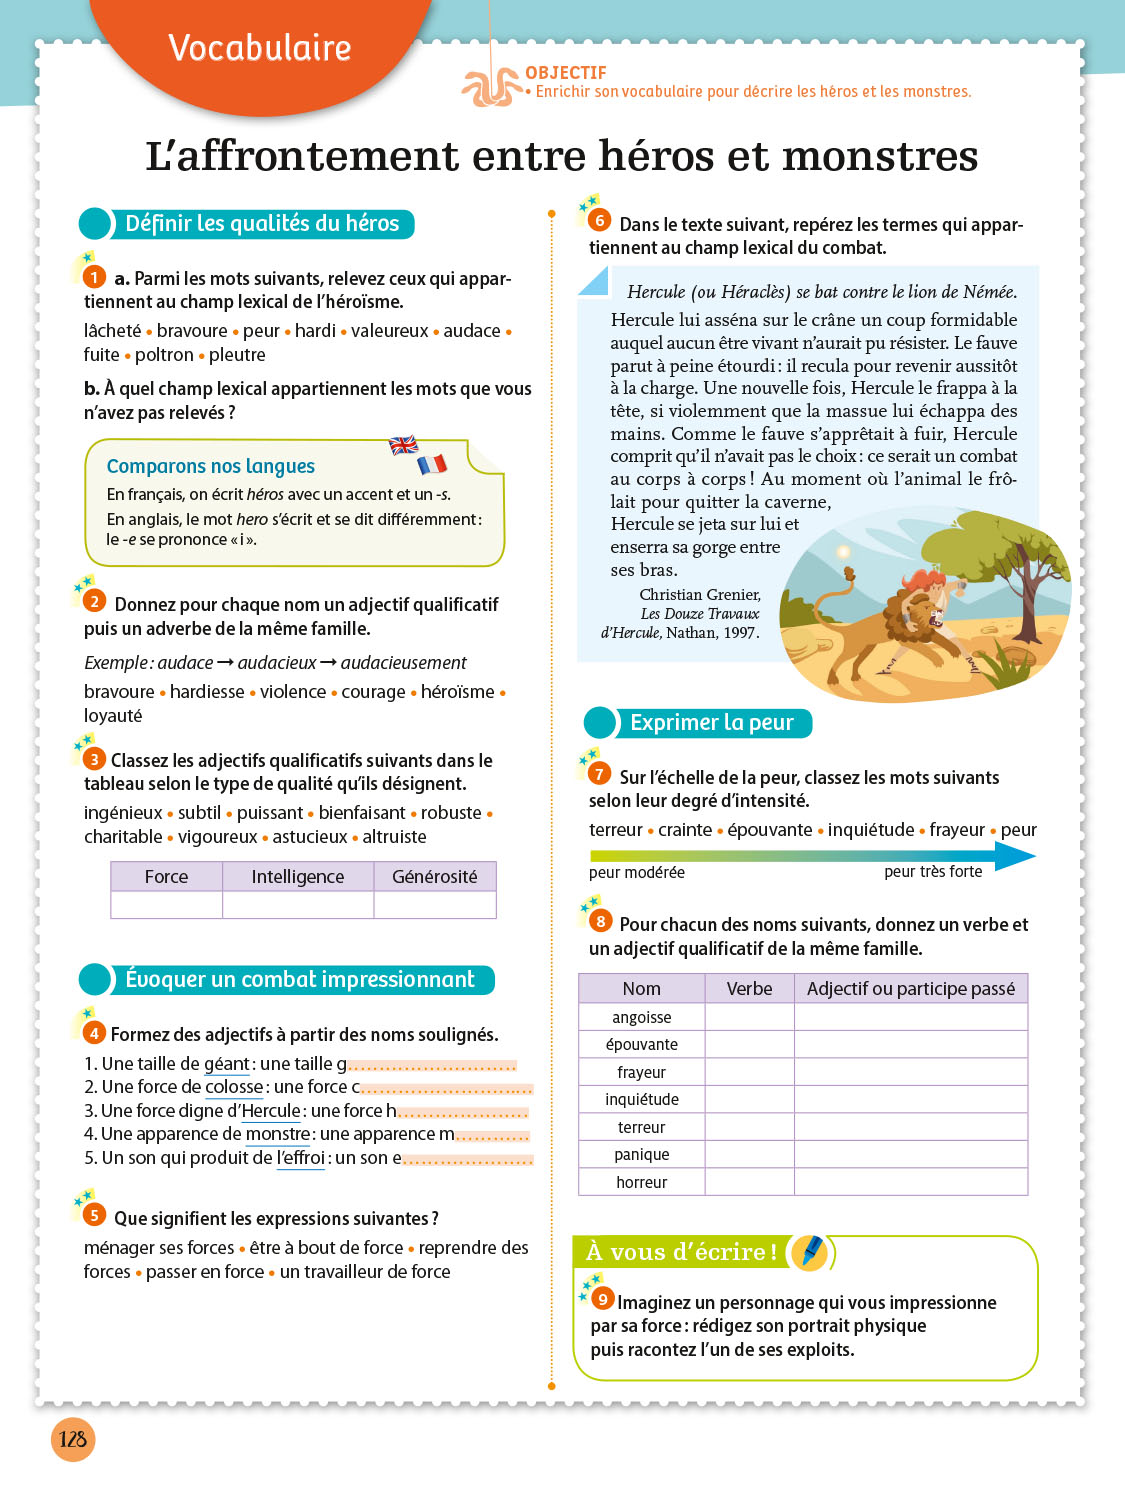 Vocabulaire
OBJECTIF
• Enrichir son vocabulaire pour décrire les héros et les monstres.
L'affrontement entre héros et monstres
Définir les qualités du héros
1 a. Parmi les mots suivants, relevez ceux qui appar-
tiennent au champ lexical de l'héroïsme.
lâcheté • bravoure • peur • hardi • valeureux • audace •
fuite • poltron • pleutre
b. À quel champ lexical appartiennent les mots que vous
n'avez pas relevés ?
Comparons nos langues
En français, on écrit héros avec un accent et un -s.
En anglais, le mot hero s'écrit et se dit différemment :
le -e se prononce « i ».
2 Donnez pour chaque nom un adjectif qualificatif
puis un adverbe de la même famille.
Exemple : audace → audacieux → audacieusement
bravoure • hardiesse • violence • courage • héroïsme •
loyauté
3 Classez les adjectifs qualificatifs suivants dans le
tableau selon le type de qualité qu'ils désignent.
ingénieux • subtil • puissant • bienfaisant • robuste •
charitable • vigoureux • astucieux • altruiste
Force Intelligence Générosité
Évoquer un combat impressionnant
4 Formez des adjectifs à partir des noms soulignés.
1. Une taille de géant : une taille g............................
2. Une force de colosse : une force c............................
3. Une force digne d'Hercule : une force h.....................
4. Une apparence de monstre : une apparence m............
5. Un son qui produit de l'effroi : un son e.....................
5 Que signifient les expressions suivantes ?
ménager ses forces • être à bout de force • reprendre des
forces • passer en force • un travailleur de force
6 Dans le texte suivant, repérez les termes qui appar-
tiennent au champ lexical du combat.
Hercule (ou Héraclès) se bat contre le lion de Némée.
Hercule lui asséna sur le crâne un coup formidable
auquel aucun être vivant n'aurait pu résister. Le fauve
parut à peine étourdi : il recula pour revenir aussitôt
à la charge. Une nouvelle fois, Hercule le frappa à la
tête, si violemment que la massue lui échappa des
mains. Comme le fauve s'apprêtait à fuir, Hercule
comprit qu'il n'avait pas le choix : ce serait un combat
au corps à corps ! Au moment où l'animal le frô-
lait pour quitter la caverne,
Hercule se jeta sur lui et
enserra sa gorge entre
ses bras.
Christian Grenier,
Les Douze Travaux
d'Hercule, Nathan, 1997.
Exprimer la peur
7 Sur l'échelle de la peur, classez les mots suivants
selon leur degré d'intensité.
terreur • crainte • épouvante • inquiétude • frayeur • peur
peur modérée peur très forte
8 Pour chacun des noms suivants, donnez un verbe et
un adjectif qualificatif de la même famille.
Nom Verbe Adjectif ou participe passé
angoisse
épouvante
frayeur
inquiétude
terreur
panique
horreur
À vous d'écrire !
9 Imaginez un personnage qui vous impressionne
par sa force : rédigez son portrait physique
puis racontez l'un de ses exploits.
128